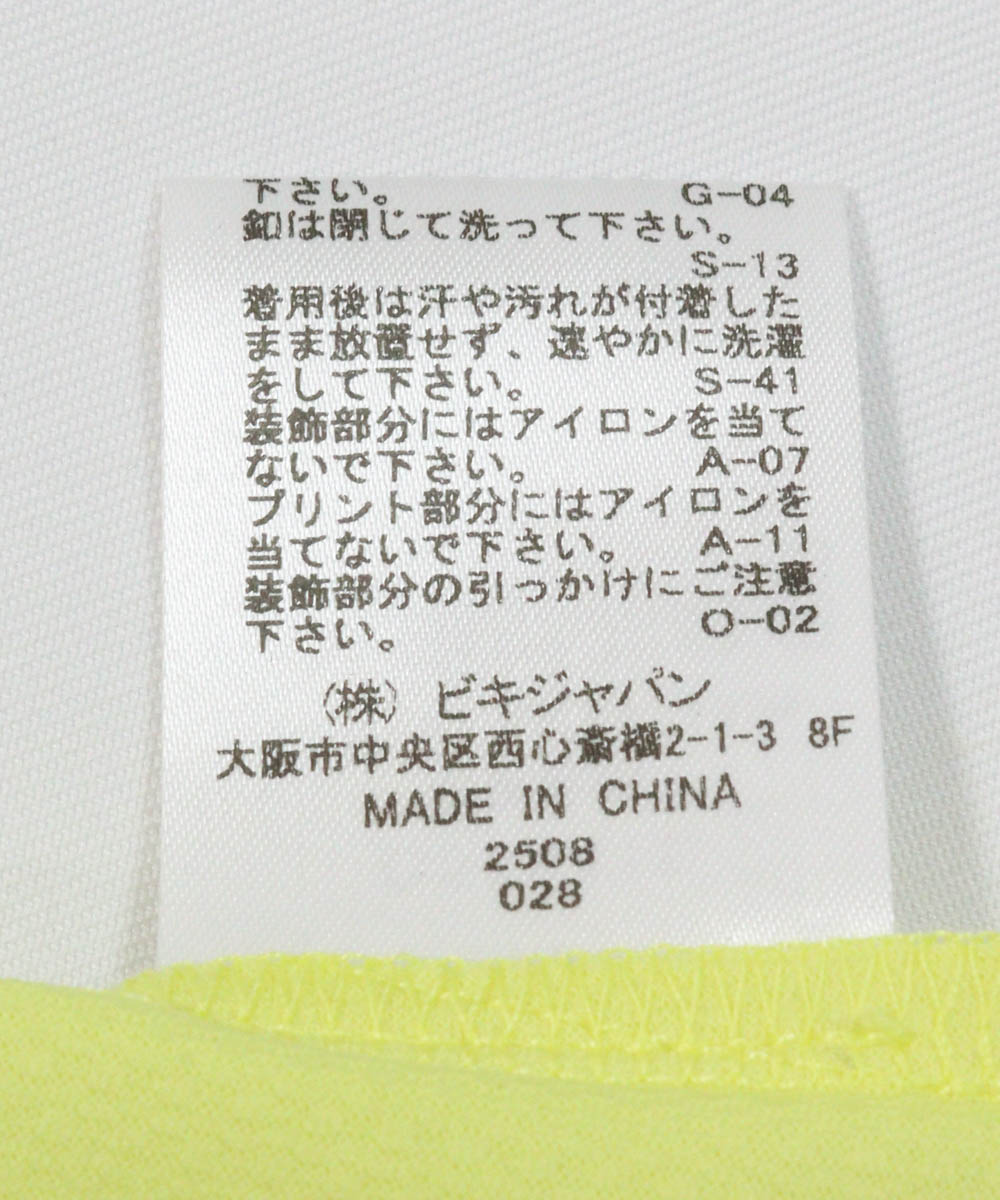 下さい。 G-04
釦は閉じて洗って下さい。
S-13
着用後は汗や汚れが付着した
まま放置せず、速やかに洗濯
をして下さい。 S-41
装飾部分にはアイロンを当て
ないで下さい。 A-07
プリント部分にはアイロンを
当てないで下さい。 A-11
装飾部分の引っかけにご注意
下さい。 O-02
(株) ビキジャパン
大阪市中央区西心斎橋2-1-3 8F
MADE IN CHINA
2508
028